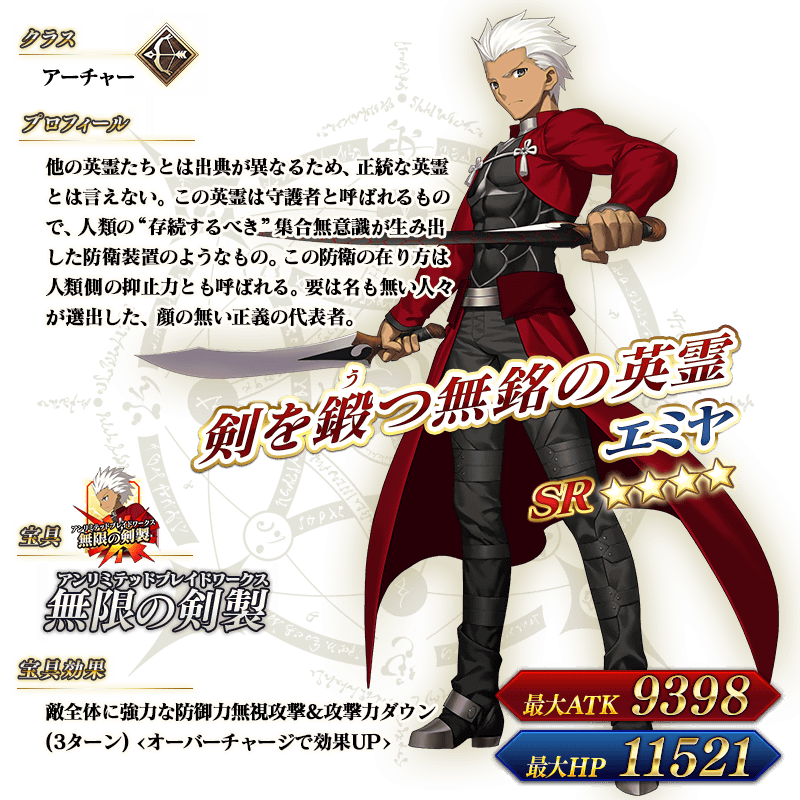 クラス
アーチャー
プロフィール
他の英霊たちとは出典が異なるため、正統な英霊
とは言えない。この英霊は守護者と呼ばれるもの
で、人類の“存続するべき”集合無意識が生み出
した防衛装置のようなもの。この防衛の在り方は
人類側の抑止力とも呼ばれる。要は名も無い人々
が選出した、顔の無い正義の代表者。
う
剣を鍛つ無銘の英霊
エミヤ
SR
宝具
アンリミテッドブレイドワークス
無限の剣製
アンリミテッドブレイドワークス
無限の剣製
宝具効果
敵全体に強力な防御力無視攻撃&攻撃力ダウン
(3ターン) <オーバーチャージで効果UP>
最大ATK 9398
最大HP 11521